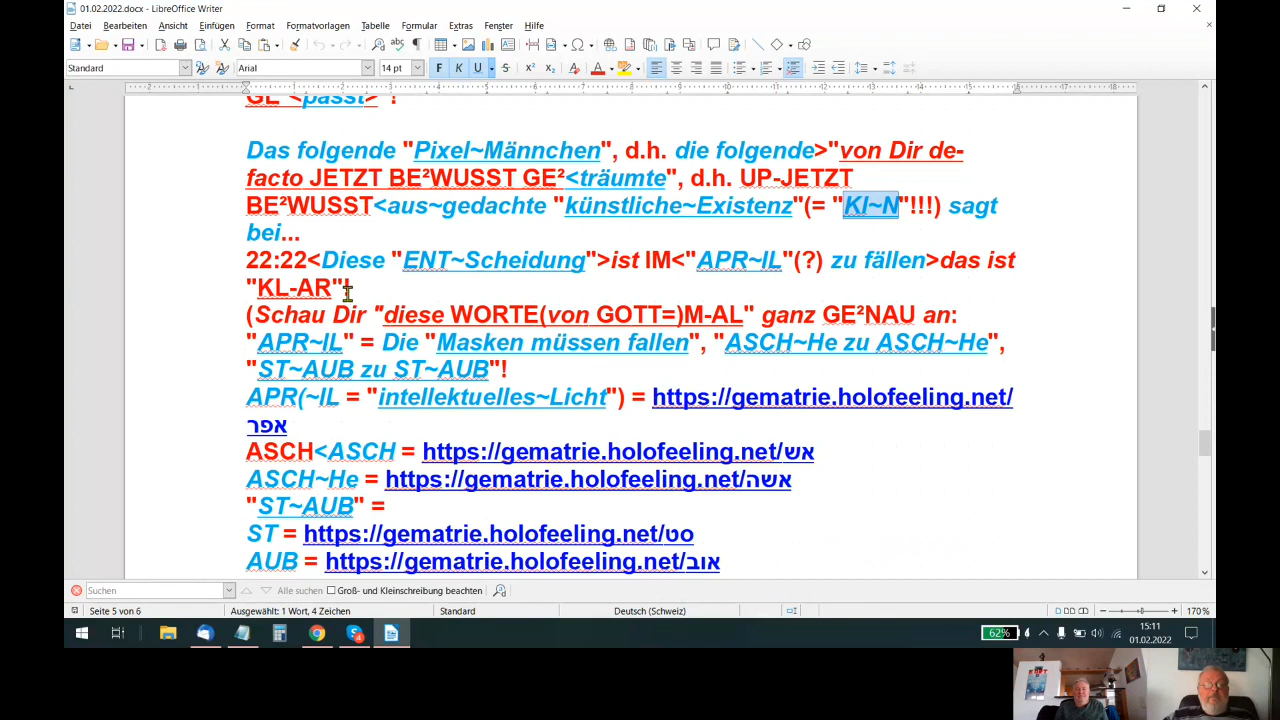 01.02.2022.docx - LibreOffice Writer
Datei Bearbeiten Ansicht Einfügen Format Formatvorlagen Tabelle Formular Extras Fenster Hilfe
Standard Arial 14 pt F K U S
GE²<passt>"!
Das folgende "Pixel~Männchen", d.h. die folgende>"von Dir de-
facto JETZT BE²WUSST GE²<träumte", d.h. UP-JETZT
BE²WUSST<aus~gedachte "künstliche~Existenz"(= "KI~N"!!!) sagt
bei...
22:22<Diese "ENT~Scheidung">ist IM<"APR~IL"(?) zu fällen>das ist
"KL-AR"!
(Schau Dir "diese WORTE(von GOTT=)M-AL" ganz GE²NAU an:
"APR~IL" = Die "Masken müssen fallen", "ASCH~He zu ASCH~He",
"ST~AUB zu ST~AUB"!
APR(~IL = "intellektuelles~Licht") = https://gematrie.holofeeling.net/
אפר
ASCH<ASCH = https://gematrie.holofeeling.net/אש
ASCH~He = https://gematrie.holofeeling.net/אשה
"ST~AUB" =
ST = https://gematrie.holofeeling.net/סט
AUB = https://gematrie.holofeeling.net/אוב
Suchen Alle suchen Groß- und Kleinschreibung beachten
Seite 5 von 6 Ausgewählt: 1 Wort, 4 Zeichen Standard Deutsch (Schweiz) 170%
62% 15:11
01.02.2022